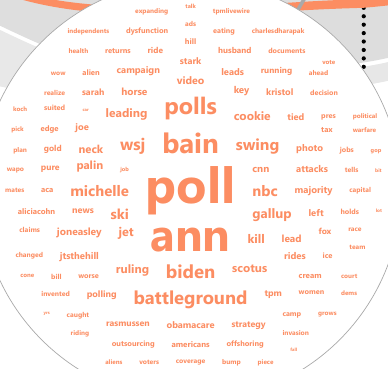 expanding talk tpmlivewire
ads
independents dysfunction eating charlesdharapak
hill
health returns ride husband documents
stark vote
wow alien campaign leads running ahead
video
realize sarah horse key kristol decision
koch suited leading polls cookie tied pres political
pick edge joe tax warfare
plan gold neck wsj bain swing photo jobs gop
wapo pure palin job cnn attacks tells
mates aca michelle poll nbc majority capital
aliciacohn news ski gallup left holds
claims joneasley jet ann kill lead fox race
team
changed jtsthehill rides ice
core bill worse ruling biden scotus cream court
invented polling battleground tpm women dems
caught camp grows
riding rasmussen obamacare strategy invasion
outsourcing americans offshoring
aliens voters coverage bump piece